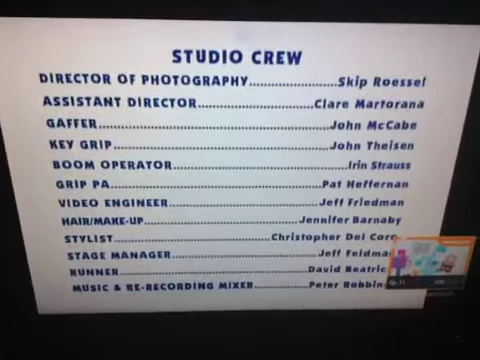 STUDIO CREW
DIRECTOR OF PHOTOGRAPHY..........................Skip Roessel
ASSISTANT DIRECTOR..................................Clare Martorana
GAFFER..........................................................John McCabe
KEY GRIP......................................................John Theisen
BOOM OPERATOR..........................................Irin Strauss
GRIP PA.....................................................Pat Heffernan
VIDEO ENGINEER......................................Jeff Friedman
HAIR/MAKE-UP.......................................Jennifer Barnaby
STYLIST.......................................Christopher Del
STAGE MANAGER....................................Jeff
RUNNER...............................................David
MUSIC & RE-RECORDING MIXER..............Peter
Ep. 11